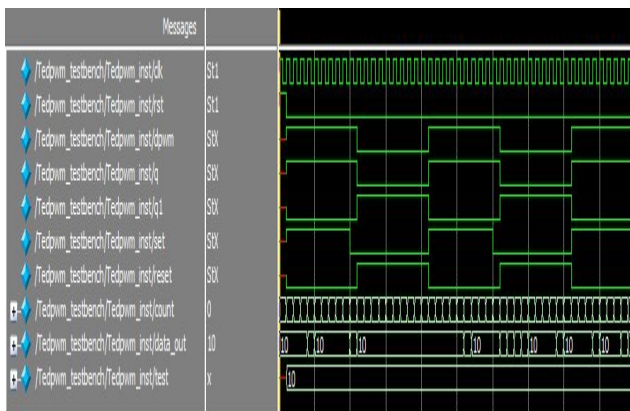 Messages
/Tedpwm_testbench/Tedpwm_inst/clk St1
/Tedpwm_testbench/Tedpwm_inst/rst St1
/Tedpwm_testbench/Tedpwm_inst/dpwm StX
/Tedpwm_testbench/Tedpwm_inst/q StX
/Tedpwm_testbench/Tedpwm_inst/q1 StX
/Tedpwm_testbench/Tedpwm_inst/set StX
/Tedpwm_testbench/Tedpwm_inst/reset StX
/Tedpwm_testbench/Tedpwm_inst/count 0
/Tedpwm_testbench/Tedpwm_inst/data_out 10 10 10 10 10 10 10 10
/Tedpwm_testbench/Tedpwm_inst/test x 10